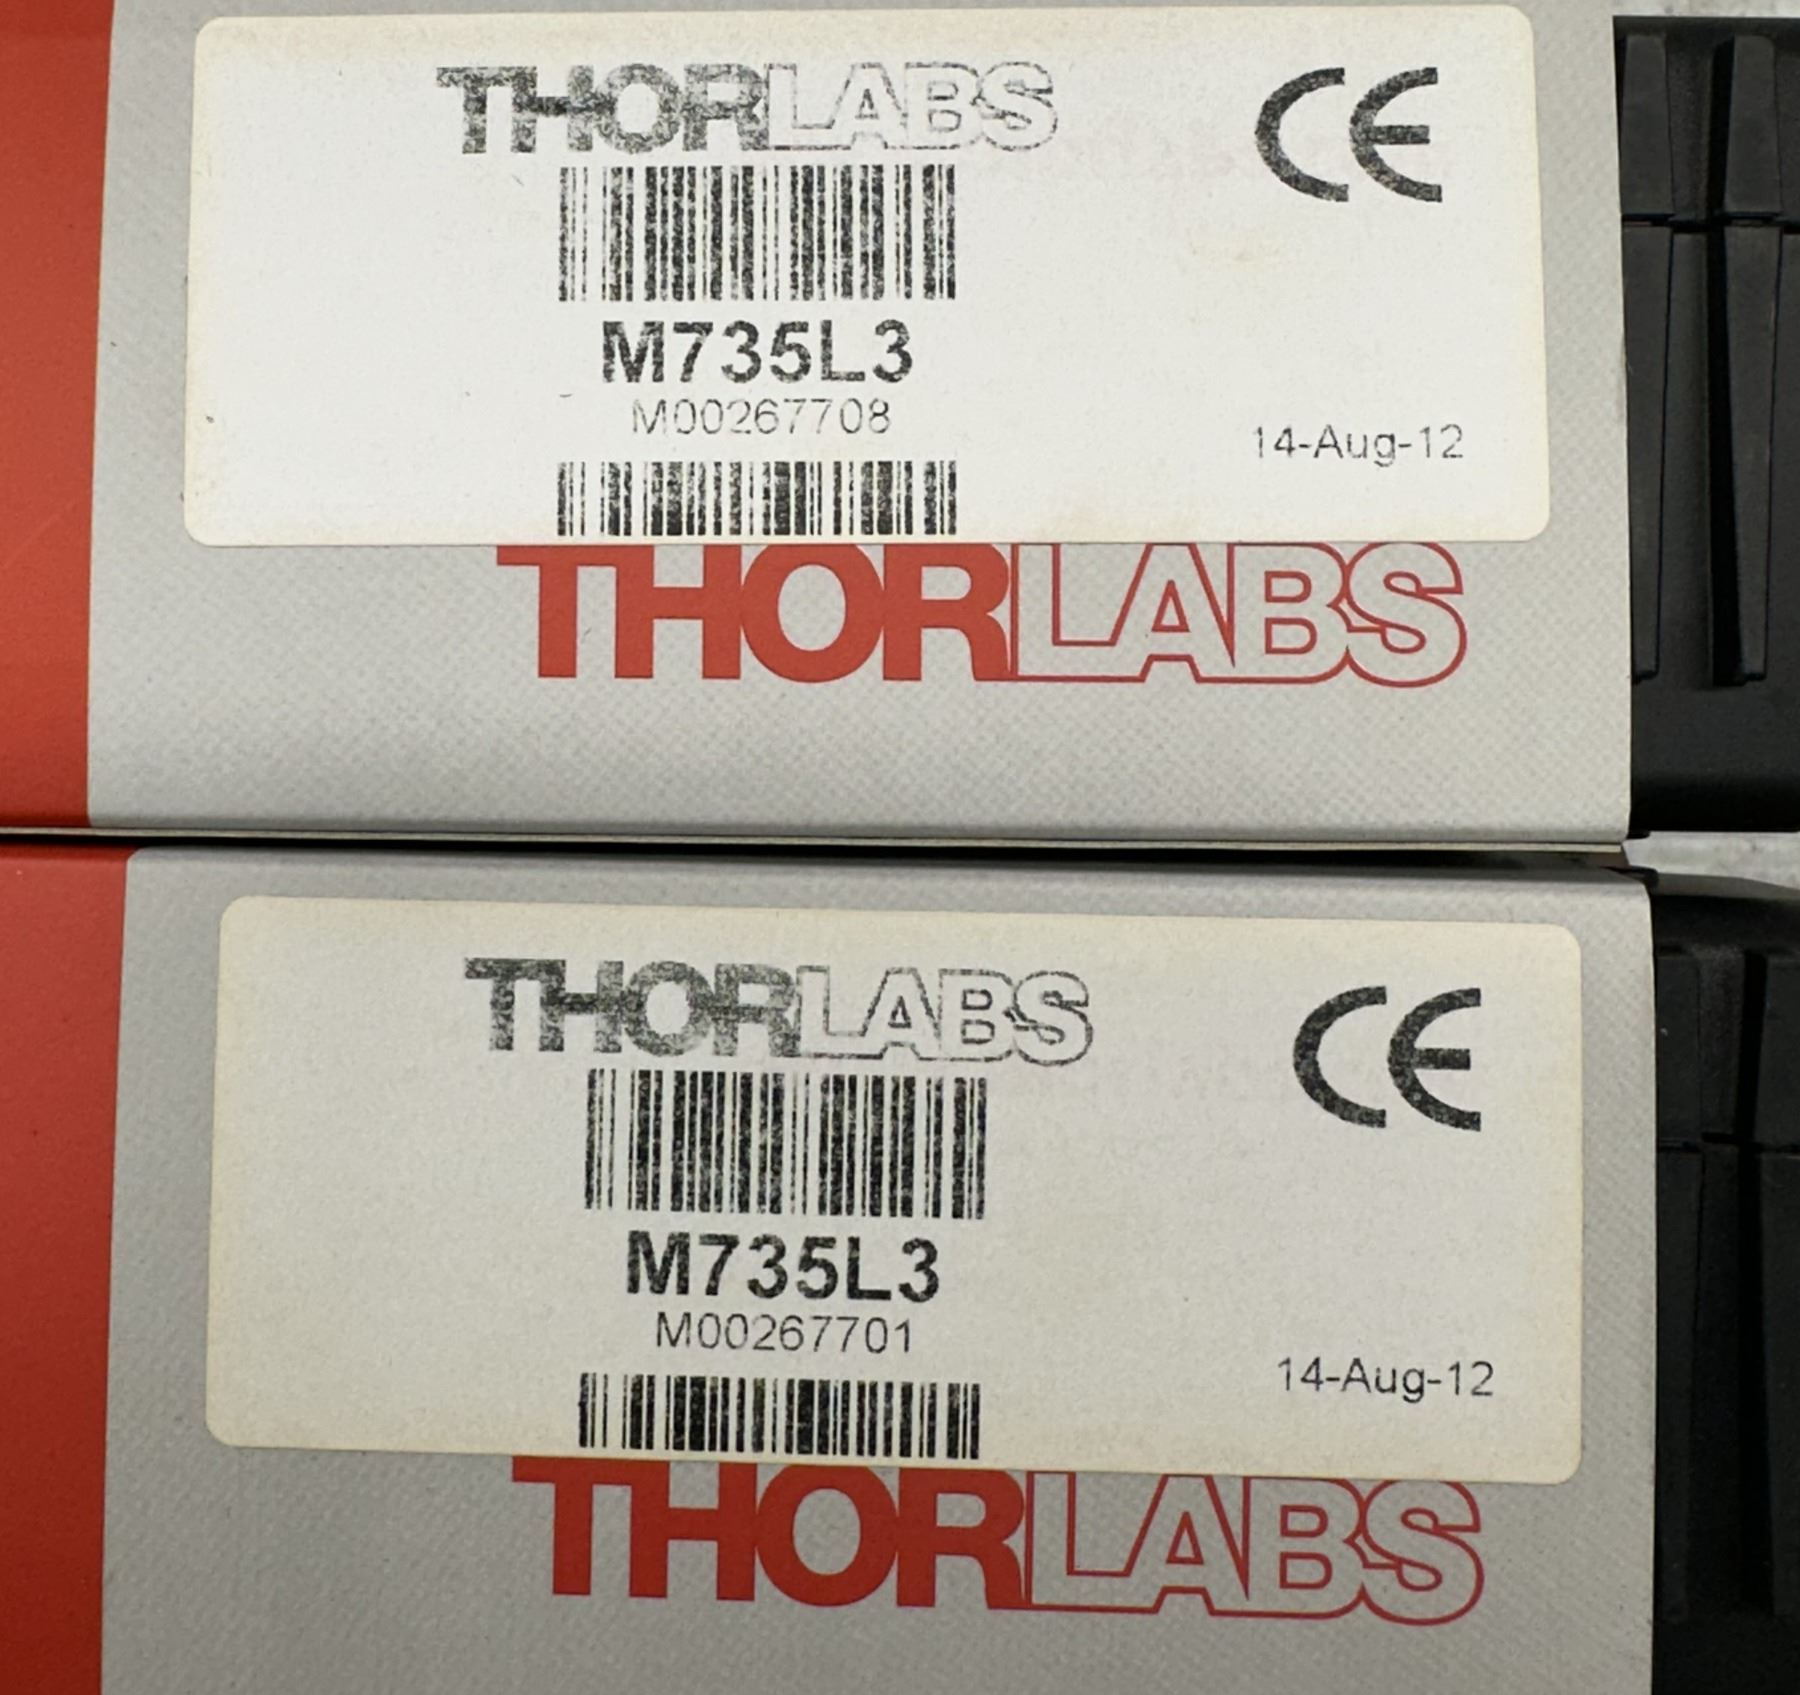 THORLABS
CE
M735L3
M00267708
14-Aug-12
THORLABS
THORLABS
CE
M735L3
M00267701
14-Aug-12
THORLABS